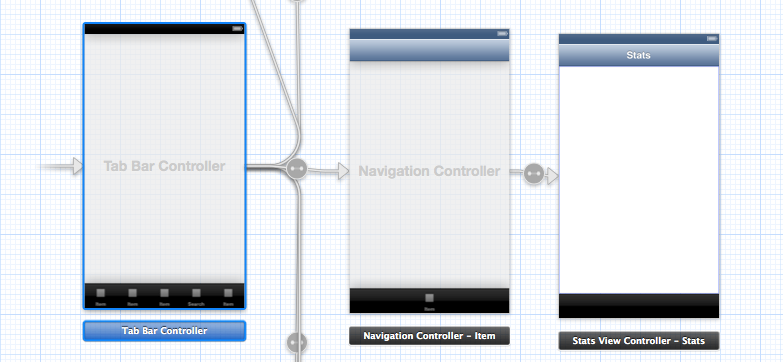 Stats
Tab Bar Controller
Navigation Controller
Item Item Item Search Item
Item
Tab Bar Controller
Navigation Controller - Item
Stats View Controller - Stats